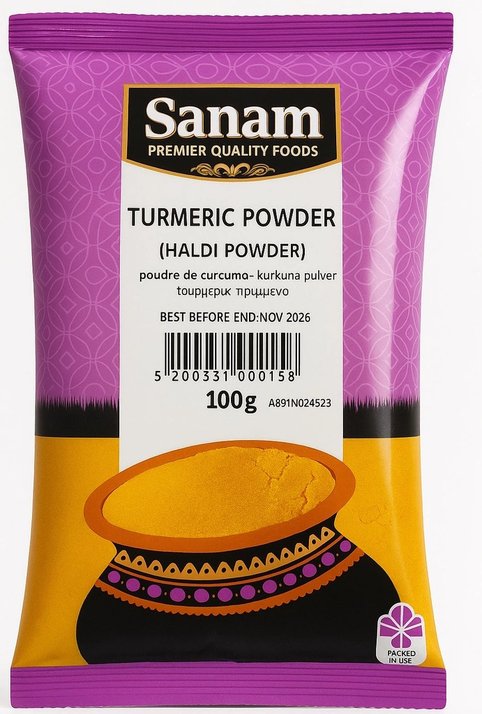 Sanam
PREMIER QUALITY FOODS
TURMERIC POWDER
(HALDI POWDER)
poudre de curcuma- kurkuna pulver
τουρμερικ πριμμενο
BEST BEFORE END:NOV 2026
5 200331 000158
100g A891N024523
PACKED
IN USE